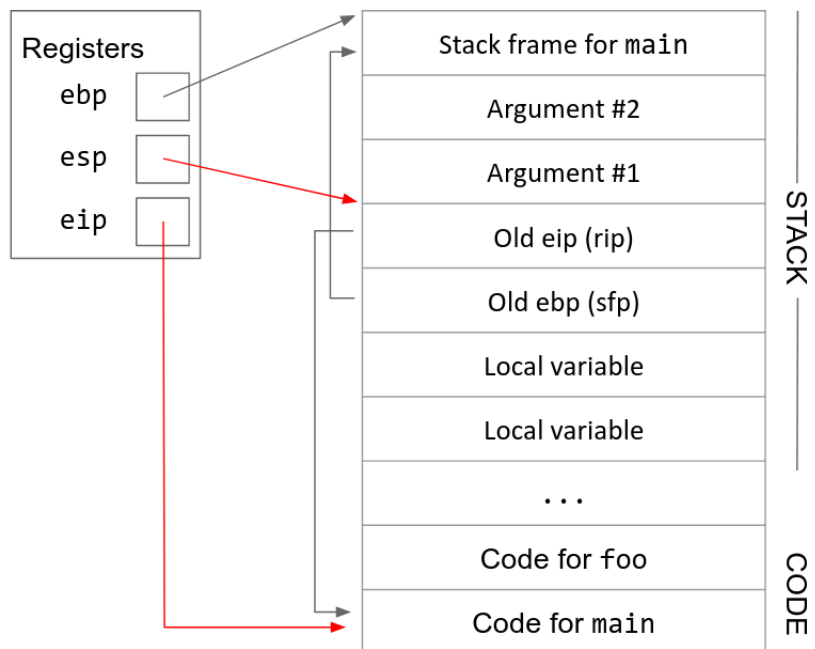 Registers
ebp
esp
eip
Stack frame for main
Argument #2
Argument #1
Old eip (rip)
Old ebp (sfp)
Local variable
Local variable
...
Code for foo
Code for main
STACK
CODE